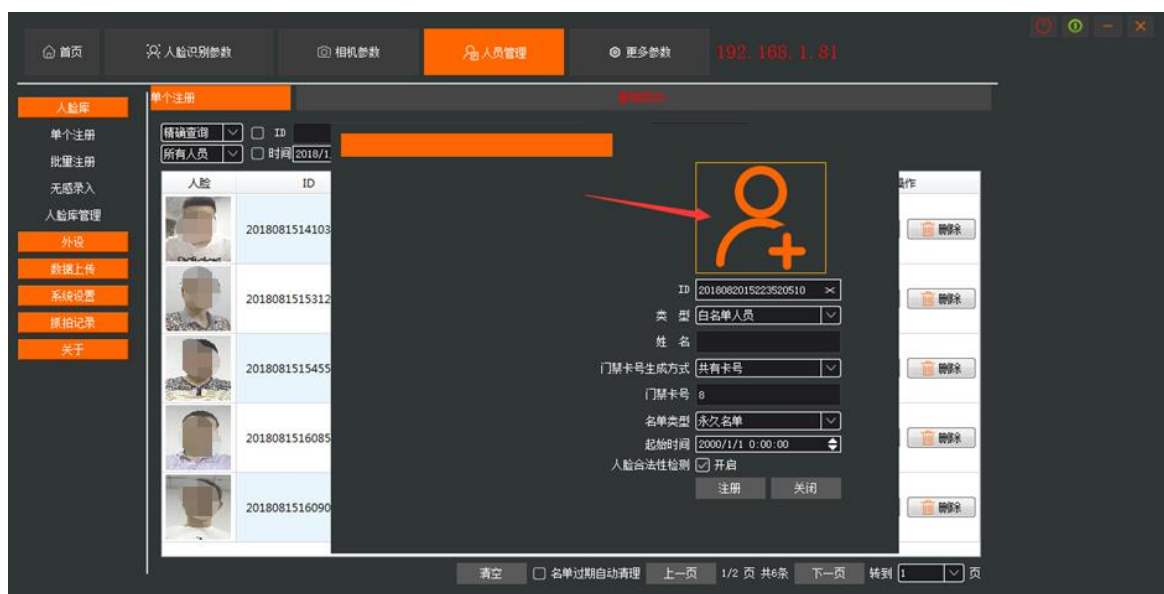 首页
人脸识别参数
相机参数
人员管理
更多参数
192.168.1.81
人脸库
单个注册
批量注册
无感录入
人脸库管理
外设
数据上传
系统设置
抓拍记录
关于
单个注册
精确查询
ID
所有人员
时间 2018/1
人脸
ID
操作
2018081514103
删除
2018081515312
删除
2018081515455
删除
2018081516085
删除
2018081516090
删除
ID 2018082015223520510
类 型 白名单人员
姓 名
门禁卡号生成方式 共有卡号
门禁卡号 8
名单类型 永久名单
起始时间 2000/1/1 0:00:00
人脸合法性检测 开启
注册 关闭
清空 名单过期自动清理 上一页 1/2 页 共6条 下一页 转到 1 页